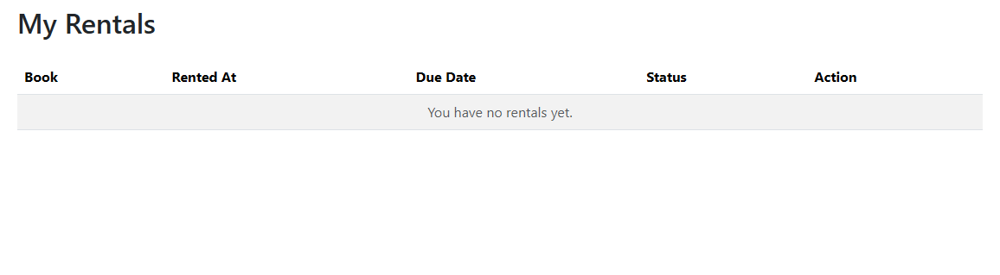 My Rentals
Book Rented At Due Date Status Action
You have no rentals yet.